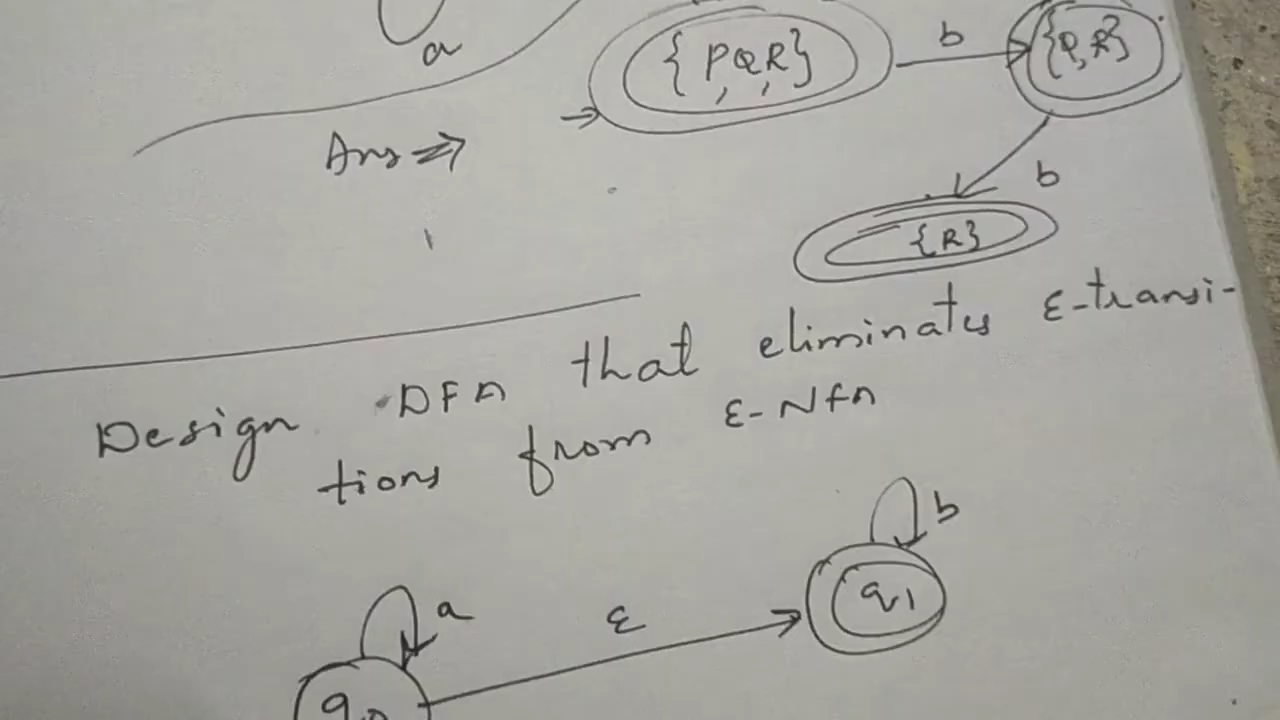 a
{P,Q,R} b {P,R}
Ans ⇒
b
{R}
Design DFA that eliminates ε-transi-
tions from ε-NFA
b
a ε q1
q0